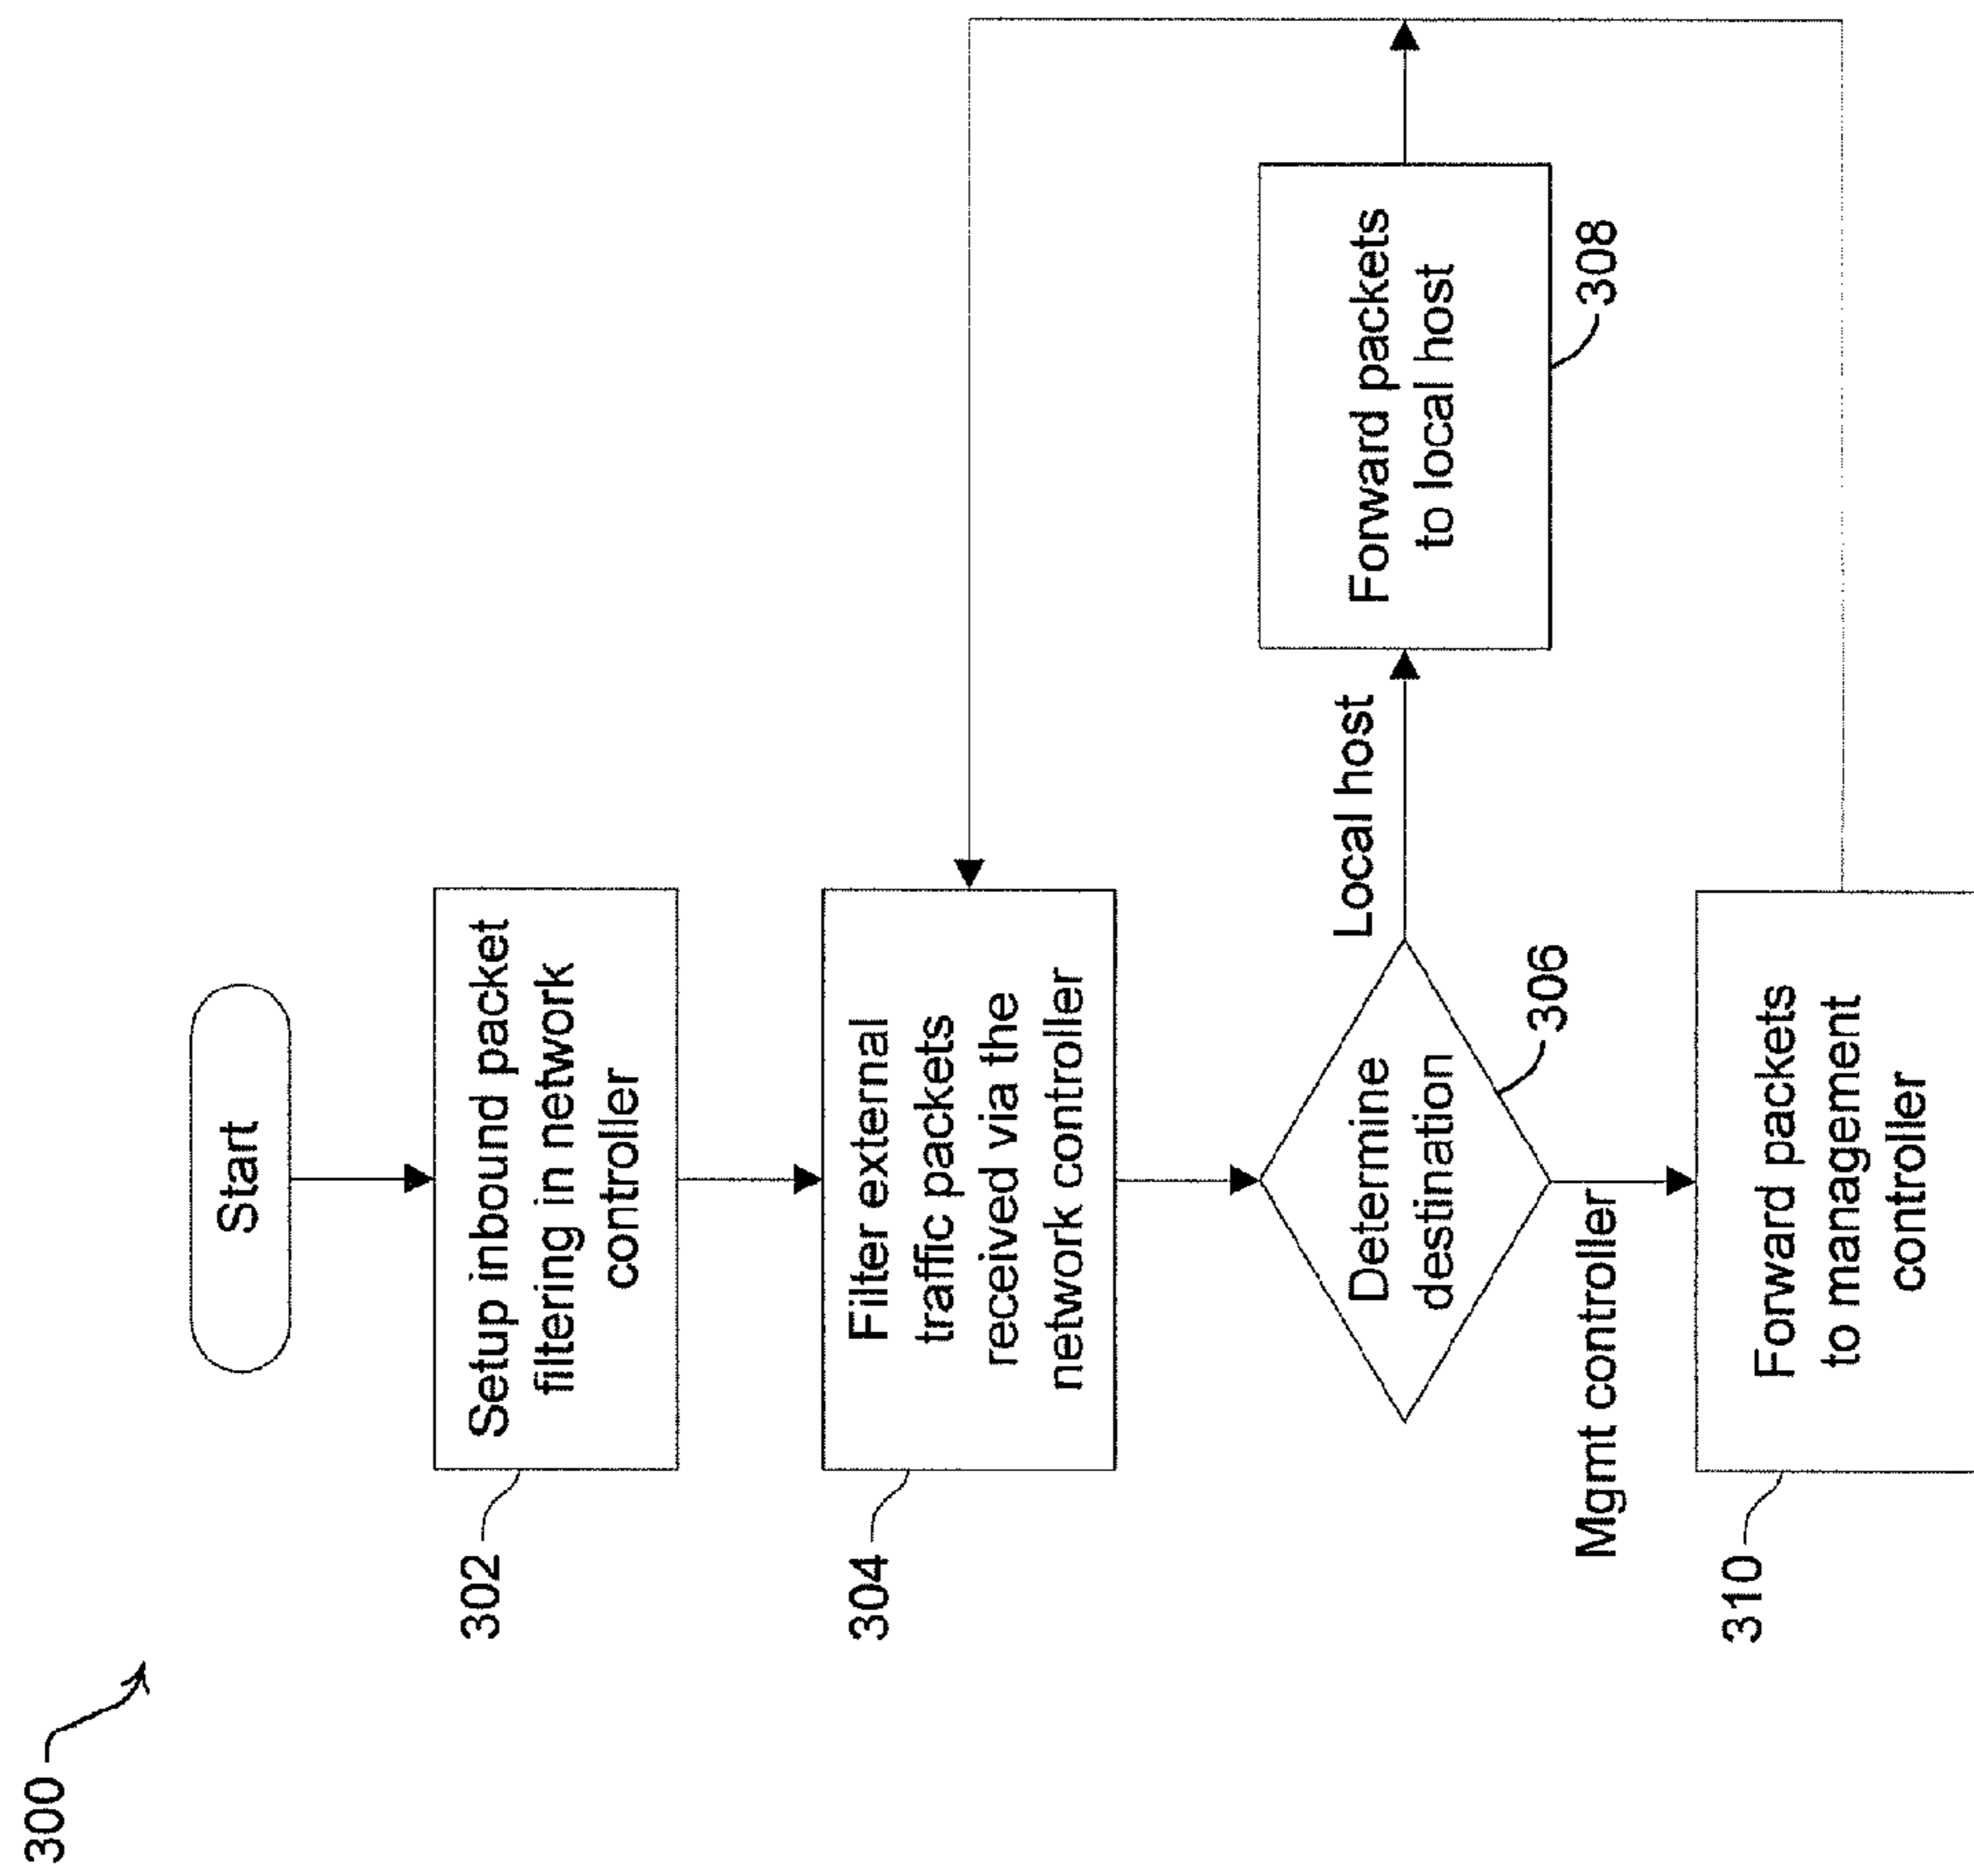 300
Start
302
Setup inbound packet
filtering in network
controller
304
Filter external
traffic packets
received via the
network controller
Determine
destination
306
Local host
Forward packets
to local host
308
Mgmt controller
310
Forward packets
to management
controller